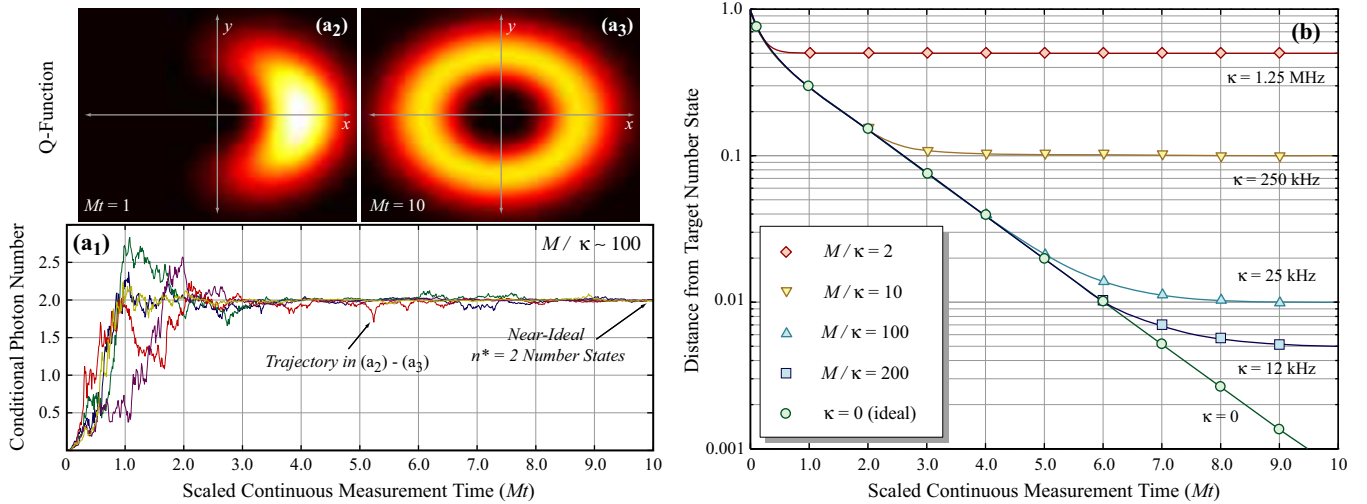 Q-Function
y
(a2)
x
Mt = 1
y
(a3)
x
Mt = 10
Conditional Photon Number
(a1)
M / κ ~ 100
2.5
2.0
1.5
1.0
0.5
Trajectory in (a2) - (a3)
Near-Ideal
n* = 2 Number States
0 1.0 2.0 3.0 4.0 5.0 6.0 7.0 8.0 9.0 10
Scaled Continuous Measurement Time (Mt)
Distance from Target Number State
1.0
0.1
0.01
0.001
(b)
κ = 1.25 MHz
κ = 250 kHz
κ = 25 kHz
κ = 12 kHz
κ = 0
M / κ = 2
M / κ = 10
M / κ = 100
M / κ = 200
κ = 0 (ideal)
0 1.0 2.0 3.0 4.0 5.0 6.0 7.0 8.0 9.0 10
Scaled Continuous Measurement Time (Mt)